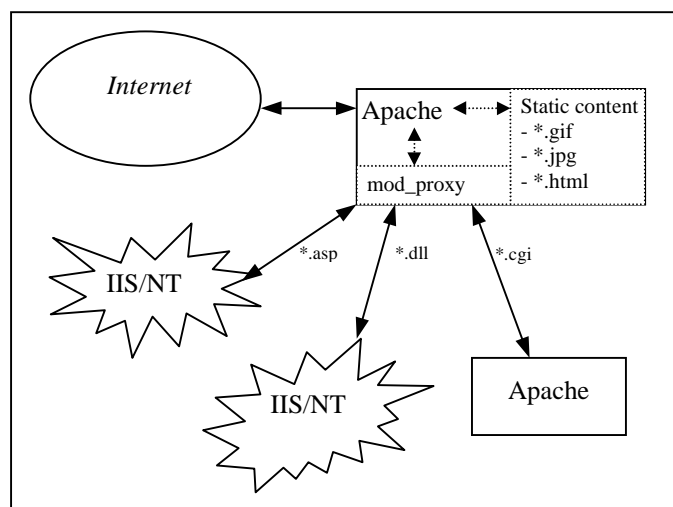 Internet
Apache
Static content
- *.gif
- *.jpg
- *.html
mod_proxy
*.asp
*.dll
*.cgi
IIS/NT
IIS/NT
Apache